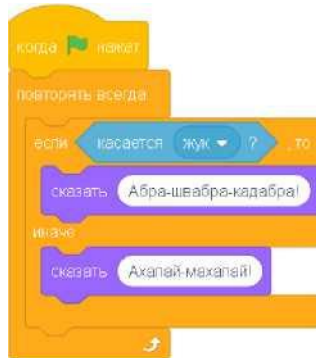 когда нажат
повторять всегда
если касается жук ? , то
сказать Абра-швабра-кадабра!
иначе
сказать Ахалай-махалай!